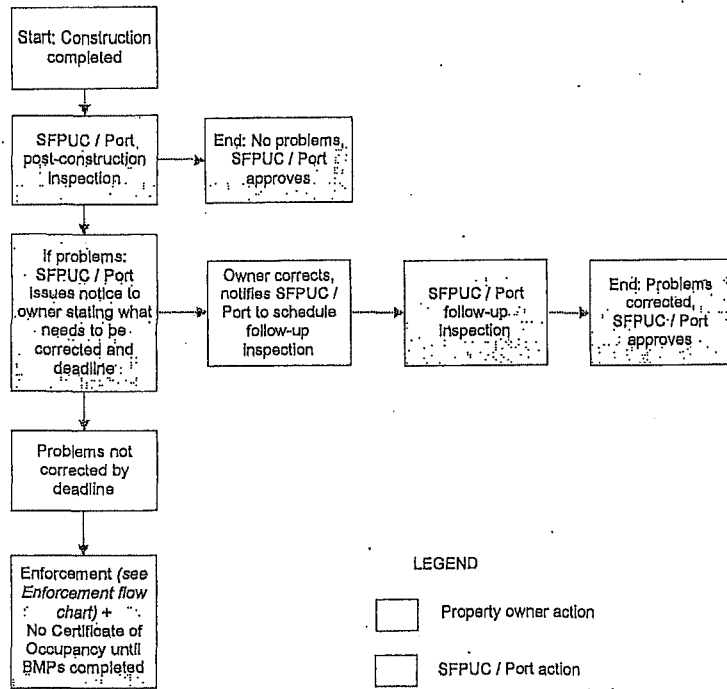 Start: Construction
completed
SFPUC / Port
post-construction
Inspection
End: No problems,
SFPUC / Port
approves
If problems:
SFPUC / Port
issues notice to
owner stating what
needs to be
corrected and
deadline
Owner corrects,
notifies SFPUC /
Port to schedule
follow-up
inspection
SFPUC / Port
follow-up
inspection
End: Problems
corrected,
SFPUC / Port
approves
Problems not
corrected by
deadline
Enforcement (see
Enforcement flow
chart) +
No Certificate of
Occupancy until
BMPs completed
LEGEND
Property owner action
SFPUC / Port action